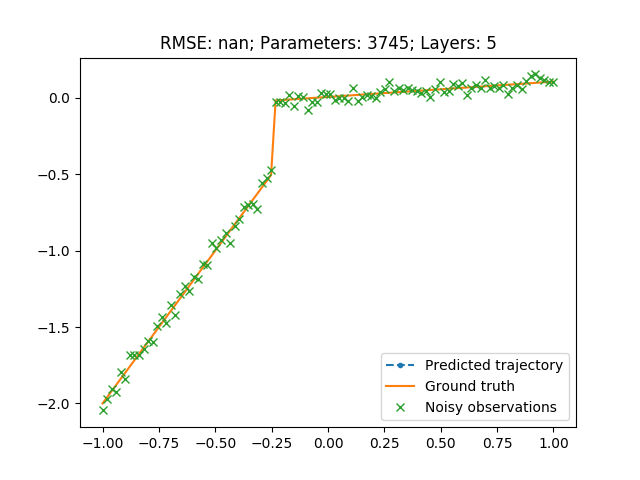 RMSE: nan; Parameters: 3745; Layers: 5
0.0
−0.5
−1.0
−1.5
−2.0
Predicted trajectory
Ground truth
Noisy observations
−1.00 −0.75 −0.50 −0.25 0.00 0.25 0.50 0.75 1.00